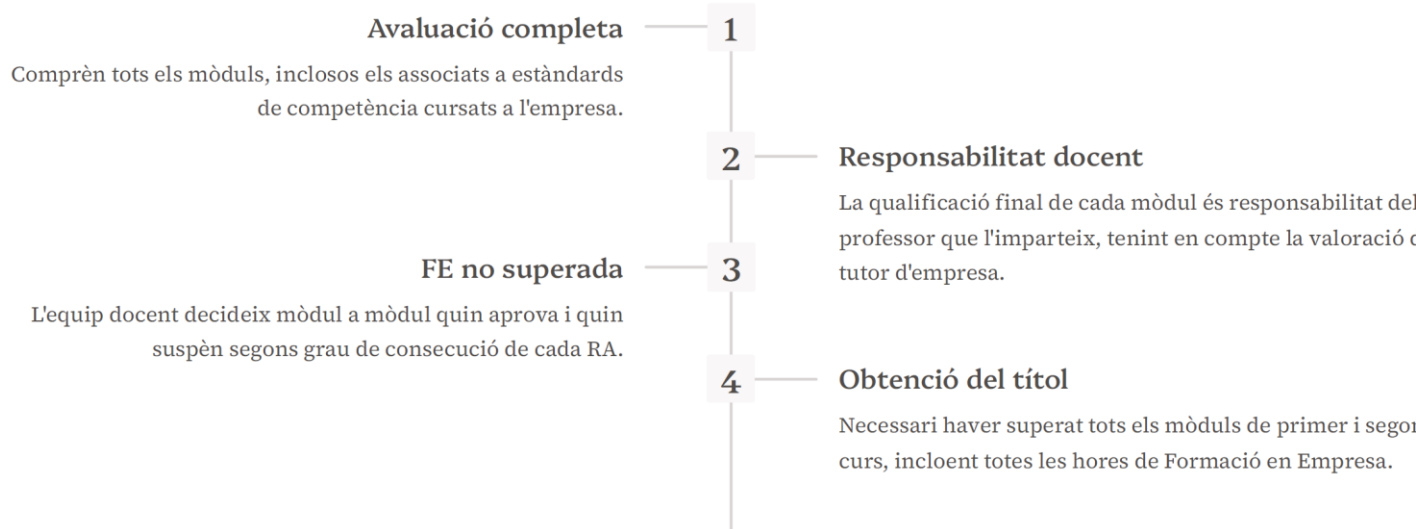 Avaluació completa
1
Comprèn tots els mòduls, inclosos els associats a estàndards
de competència cursats a l'empresa.
2
Responsabilitat docent
La qualificació final de cada mòdul és responsabilitat del
professor que l'imparteix, tenint en compte la valoració
tutor d'empresa.
FE no superada
3
L'equip docent decideix mòdul a mòdul quin aprova i quin
suspèn segons grau de consecució de cada RA.
4
Obtenció del títol
Necessari haver superat tots els mòduls de primer i segon
curs, incloent totes les hores de Formació en Empresa.